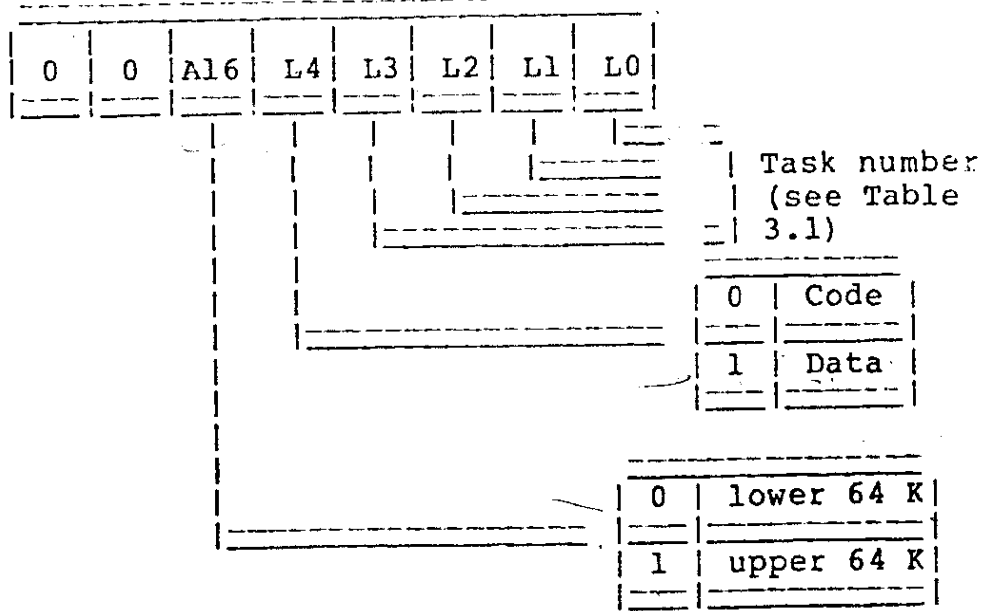 0 0 A16 L4 L3 L2 L1 L0
Task number
(see Table
3.1)
0 Code
1 Data
0 lower 64 K
1 upper 64 K